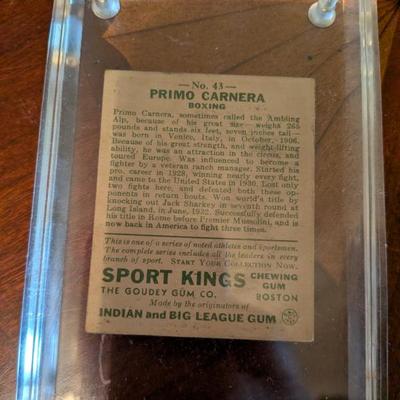 — No. 43 —
PRIMO CARNERA
BOXING
Primo Carnera, sometimes called the Ambling
Alp, because of his great size—weighs 265
pounds and stands six feet, seven inches tall—
was born in Venice, Italy, in October, 1906.
Because of his great strength, and weight-lifting
ability, he was an attraction in the circus, and
toured Europe. Was influenced to become a
fighter by a veteran ranch manager. Started his
pro. career in 1928, winning nearly every fight,
and came to the United States in 1930. Lost only
two fights here, and defeated both these op-
ponents in return bouts. Won world's title by
knocking out Jack Sharkey in seventh round at
Long Island, in June, 1932. Successfully defended
his title in Rome before Premier Mussolini, and is
now back in America to fight three times.
This is one of a series of noted athletes and sportsmen.
The complete series includes all the leaders in every
branch of sport. START YOUR COLLECTION NOW.
SPORT KINGS CHEWING
GUM
THE GOUDEY GUM CO. BOSTON
Made by the originators of
INDIAN and BIG LEAGUE GUM